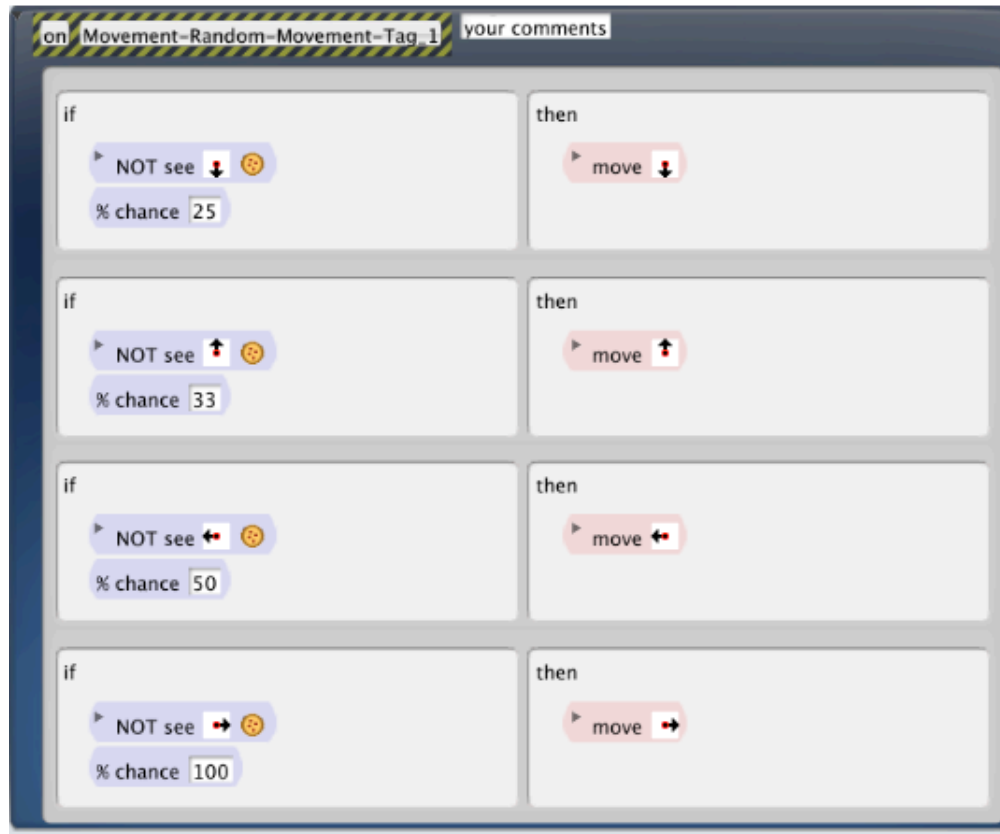 on Movement-Random-Movement-Tag_1 your comments
if then
NOT see move
% chance 25
if then
NOT see move
% chance 33
if then
NOT see move
% chance 50
if then
NOT see move
% chance 100